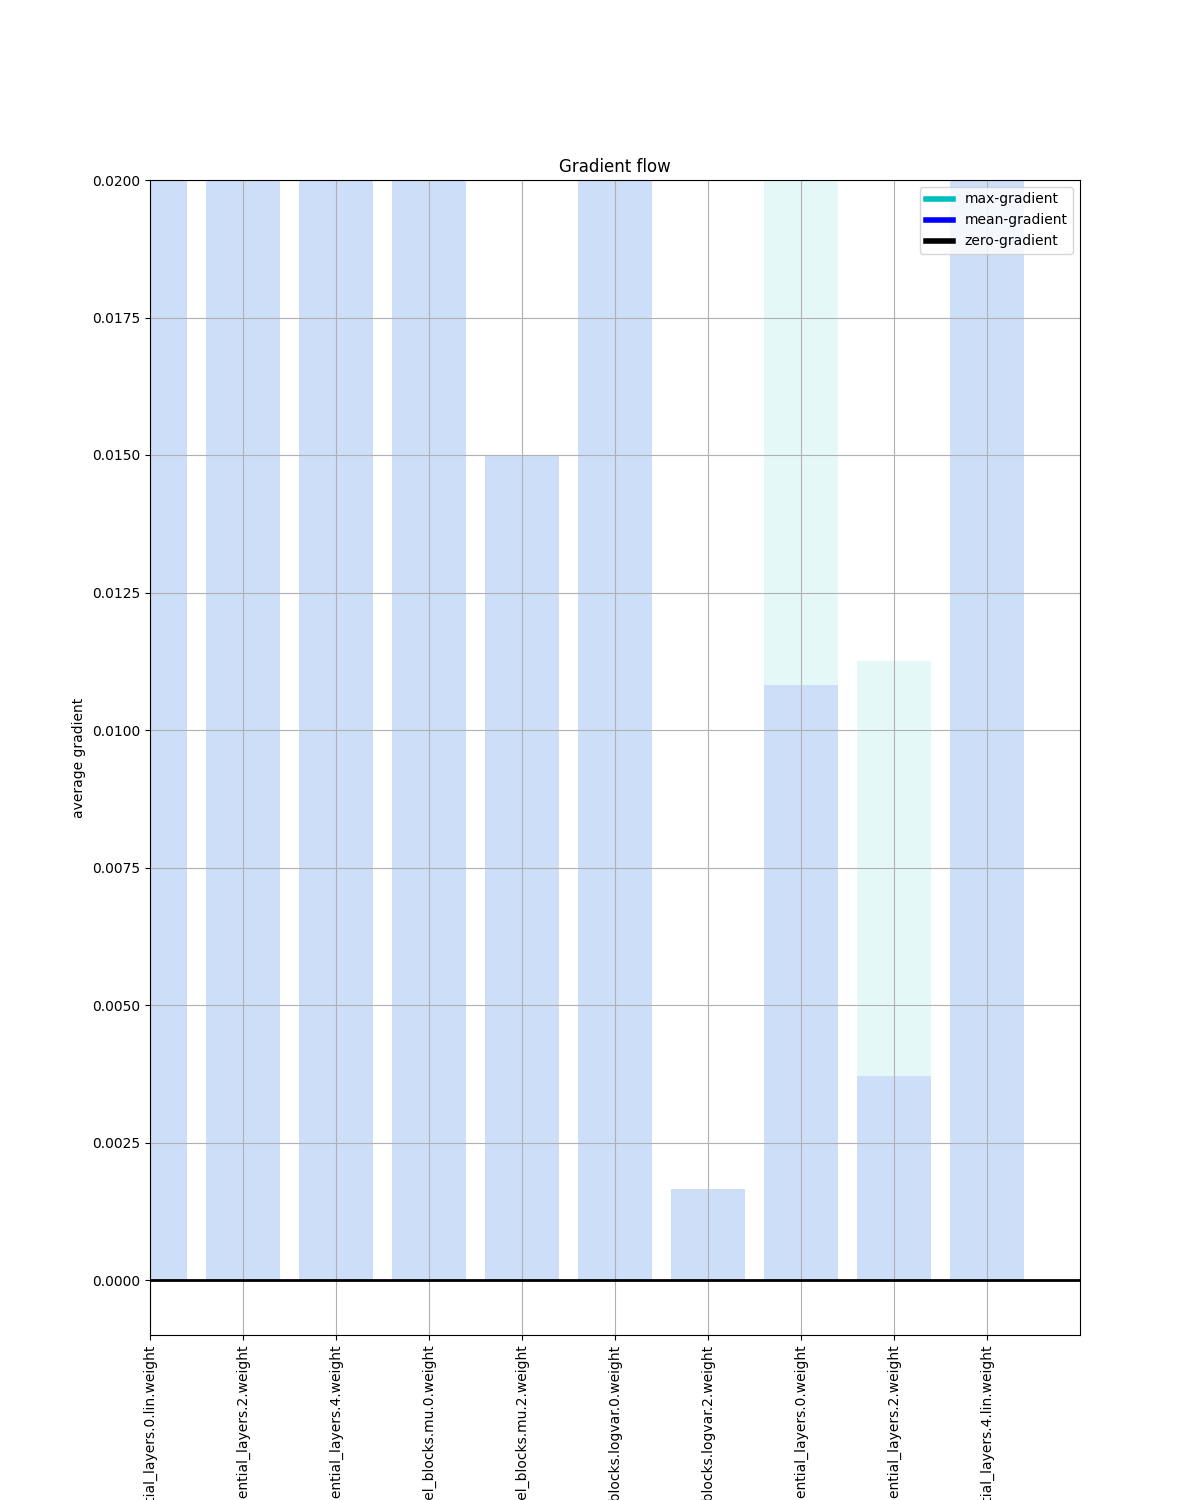 Gradient flow
max-gradient
mean-gradient
zero-gradient
0.0200
0.0175
0.0150
0.0125
0.0100
0.0075
0.0050
0.0025
0.0000
average gradient
tial_layers.0.lin.weight
ential_layers.2.weight
ential_layers.4.weight
el_blocks.mu.0.weight
el_blocks.mu.2.weight
blocks.logvar.0.weight
blocks.logvar.2.weight
ential_layers.0.weight
ential_layers.2.weight
tial_layers.4.lin.weight